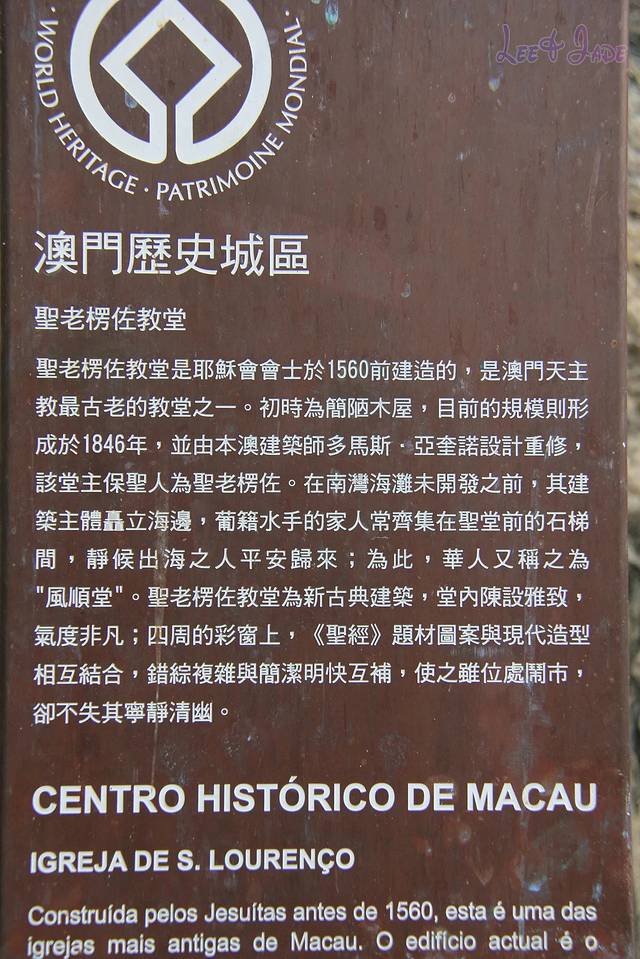 Lee & Jade
· WORLD HERITAGE · PATRIMOINE MONDIAL ·
澳門歷史城區
聖老楞佐教堂
聖老楞佐教堂是耶穌會會士於1560前建造的，是澳門天主
教最古老的教堂之一。初時為簡陋木屋，目前的規模則形
成於1846年，並由本澳建築師多馬斯·亞奎諾設計重修，
該堂主保聖人為聖老楞佐。在南灣海灘未開發之前，其建
築主體矗立海邊，葡籍水手的家人常齊集在聖堂前的石梯
間，靜候出海之人平安歸來；為此，華人又稱之為
"風順堂"。聖老楞佐教堂為新古典建築，堂內陳設雅致，
氣度非凡；四周的彩窗上，《聖經》題材圖案與現代造型
相互結合，錯綜複雜與簡潔明快互補，使之雖位處鬧市，
卻不失其寧靜清幽。
CENTRO HISTÓRICO DE MACAU
IGREJA DE S. LOURENÇO
Construída pelos Jesuítas antes de 1560, esta é uma das
igrejas mais antigas de Macau. O edifício actual é o